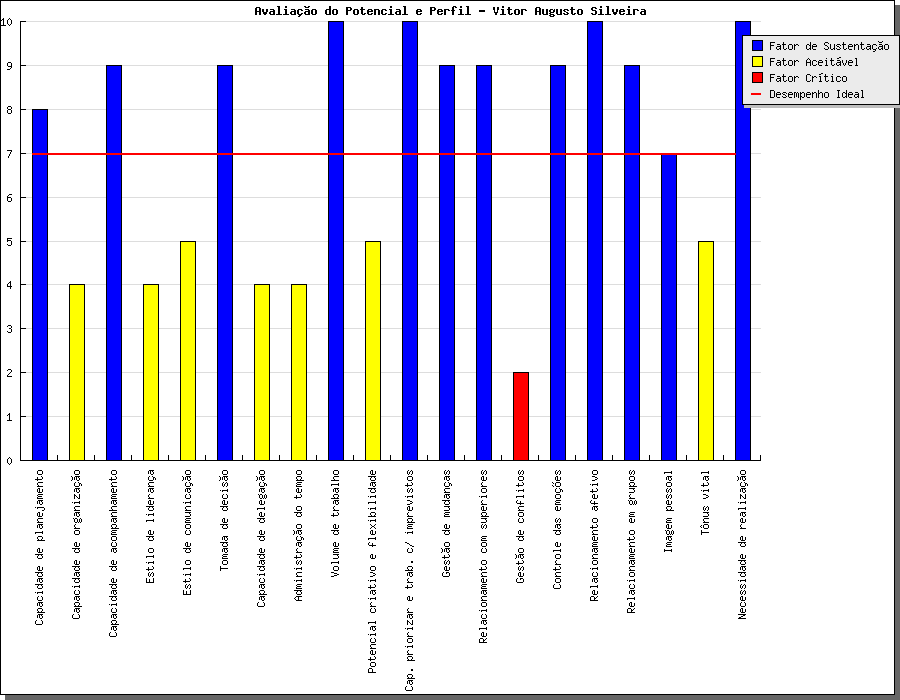 Avaliação do Potencial e Perfil - Vitor Augusto Silveira
Fator de Sustentação
Fator Aceitável
Fator Crítico
Desempenho Ideal
10
9
8
7
6
5
4
3
2
1
0
Capacidade de planejamento
Capacidade de organização
Capacidade de acompanhamento
Estilo de liderança
Estilo de comunicação
Tomada de decisão
Capacidade de delegação
Administração do tempo
Volume de trabalho
Potencial criativo e flexibilidade
Cap. priorizar e trab. c/ imprevistos
Gestão de mudanças
Relacionamento com superiores
Gestão de conflitos
Controle das emoções
Relacionamento afetivo
Relacionamento em grupos
Imagem pessoal
Tônus vital
Necessidade de realização